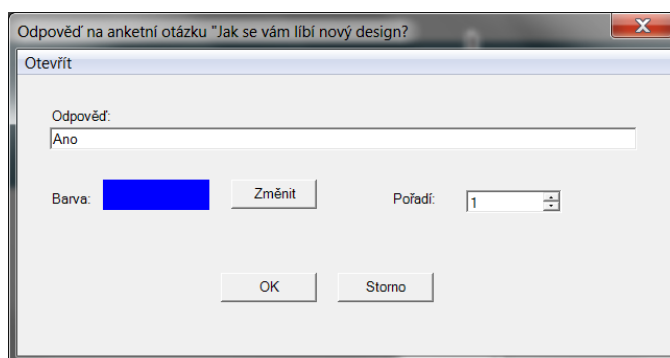 Odpověď na anketní otázku "Jak se vám líbí nový design?
Otevřít
Odpověď:
Ano
Barva: Změnit Pořadí: 1
OK Storno